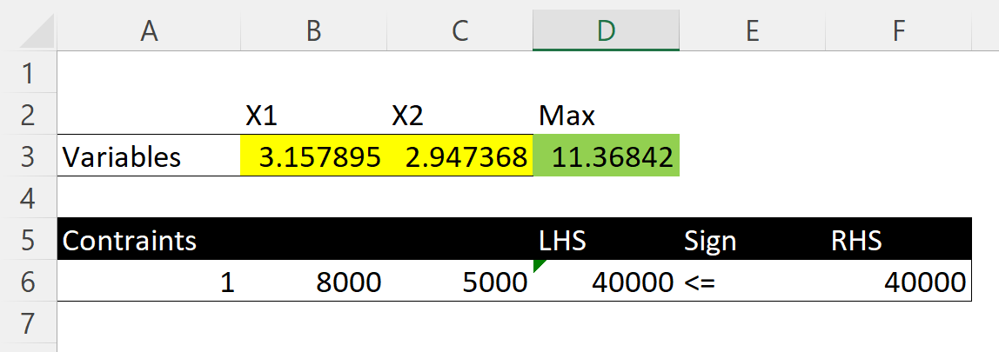 A B C D E F
1
2 X1 X2 Max
3 Variables 3.157895 2.947368 11.36842
4
5 Contraints LHS Sign RHS
6 1 8000 5000 40000 <= 40000
7